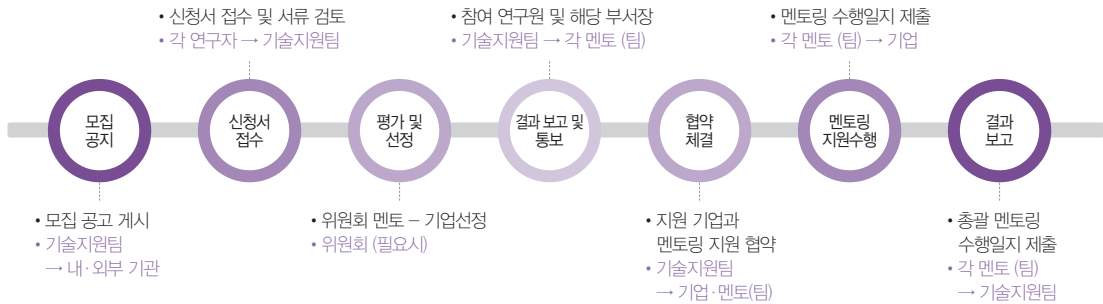 • 신청서 접수 및 서류 검토
• 각 연구자 → 기술지원팀
• 참여 연구원 및 해당 부서장
• 기술지원팀 → 각 멘토 (팀)
• 멘토링 수행일지 제출
• 각 멘토 (팀) → 기업
모집
공지
신청서
접수
평가 및
선정
결과 보고 및
통보
협약
체결
멘토링
지원수행
결과
보고
• 모집 공고 게시
• 기술지원팀
→ 내·외부 기관
• 위원회 멘토 – 기업선정
• 위원회 (필요시)
• 지원 기업과
멘토링 지원 협약
• 기술지원팀
→ 기업·멘토(팀)
• 총괄 멘토링
수행일지 제출
• 각 멘토 (팀)
→ 기술지원팀